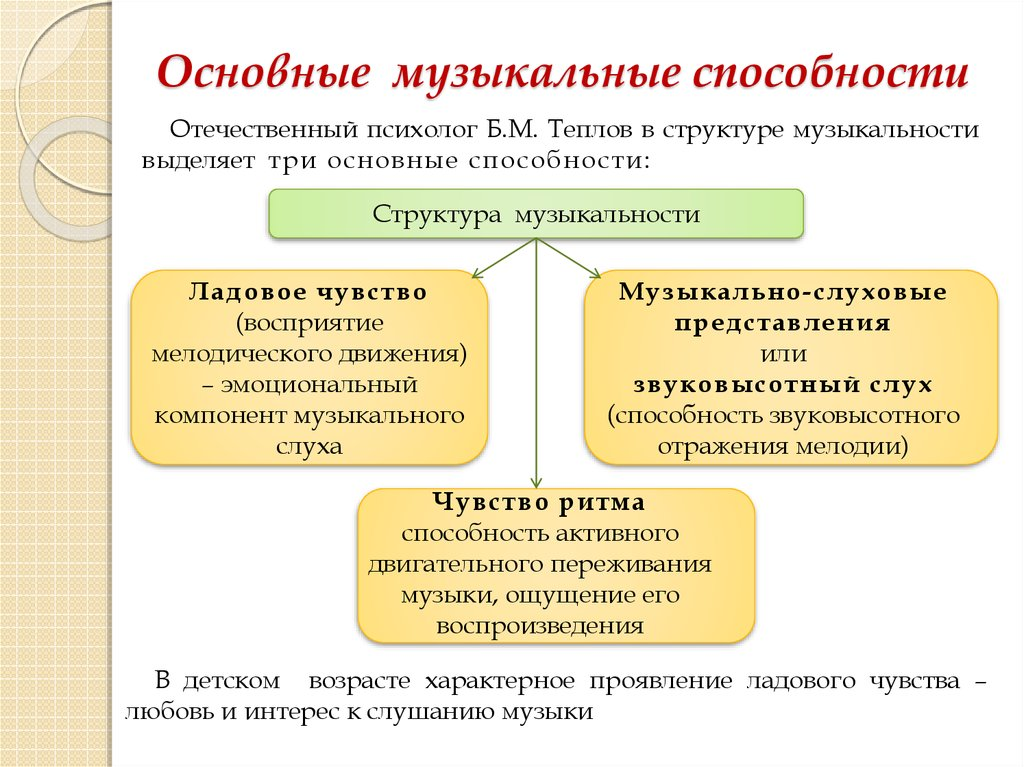 Основные музыкальные способности
Отечественный психолог Б.М. Теплов в структуре музыкальности
выделяет три основные способности:
Структура музыкальности
Ладовое чувство
(восприятие
мелодического движения)
– эмоциональный
компонент музыкального
слуха
Музыкально-слуховые
представления
или
звуковысотный слух
(способность звуковысотного
отражения мелодии)
Чувство ритма
способность активного
двигательного переживания
музыки, ощущение его
воспроизведения
В детском возрасте характерное проявление ладового чувства –
любовь и интерес к слушанию музыки